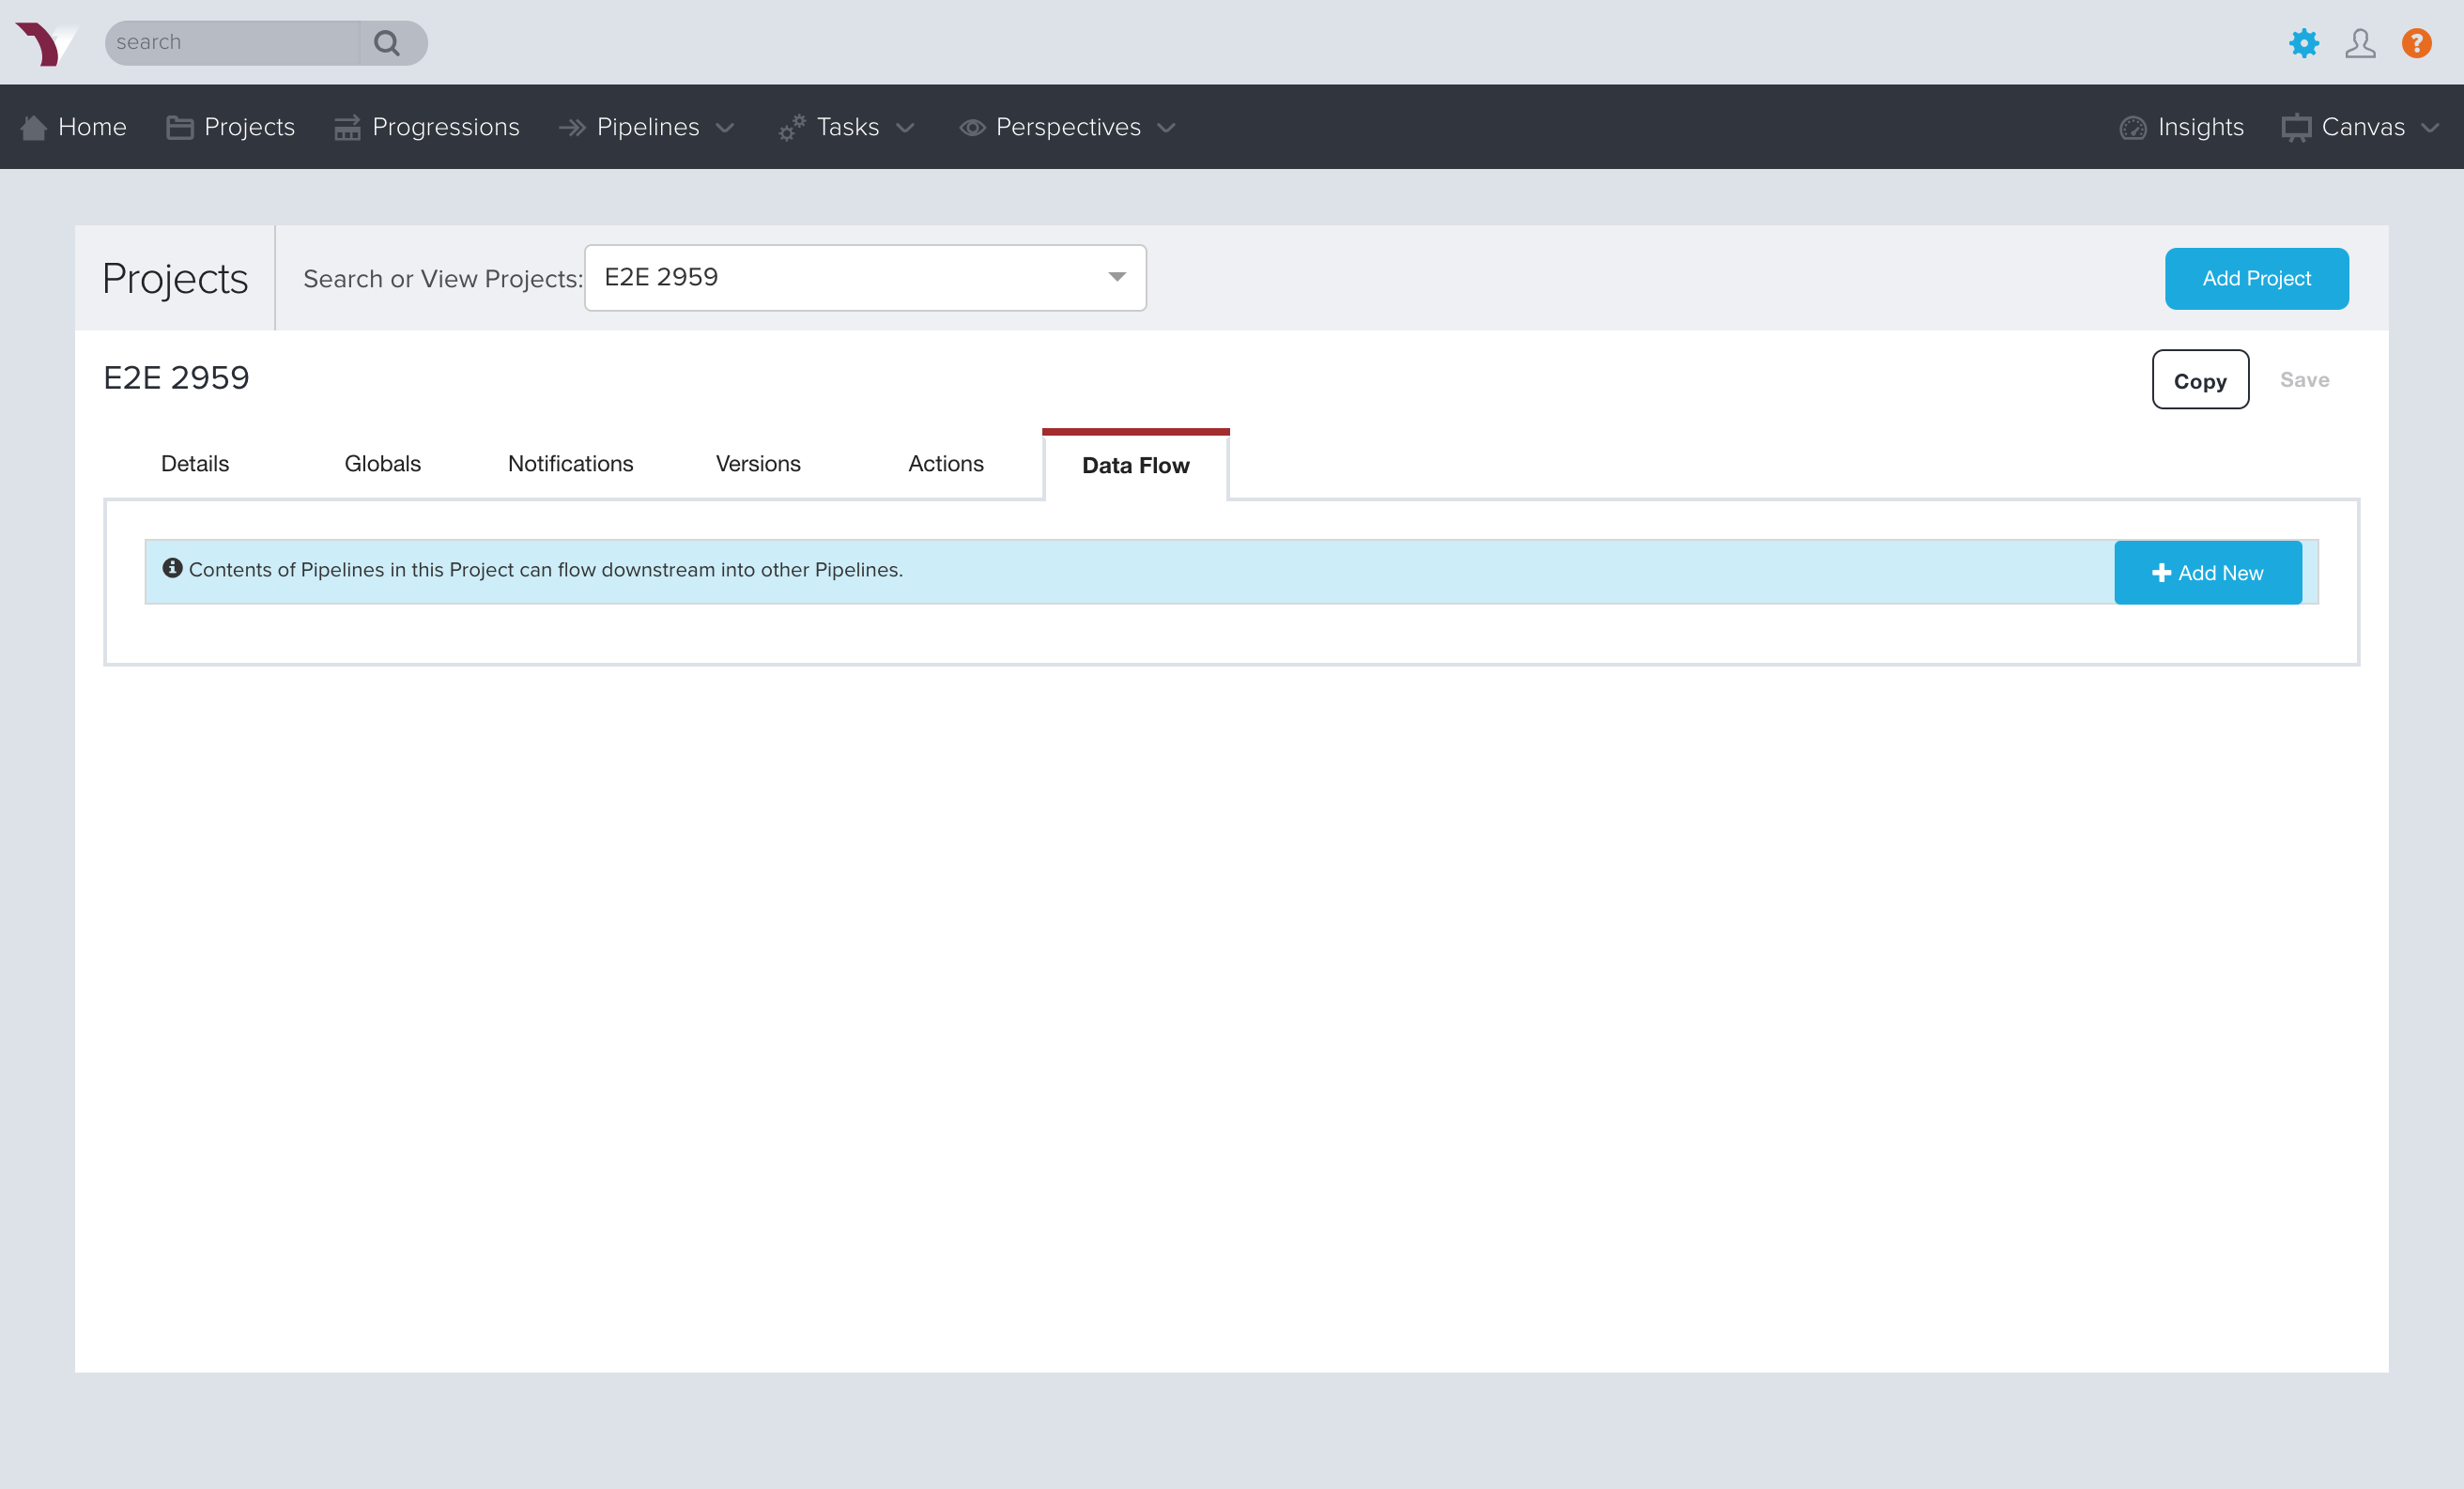 search
Home Projects Progressions Pipelines Tasks Perspectives Insights Canvas
Projects Search or View Projects: E2E 2959 Add Project
E2E 2959 Copy Save
Details Globals Notifications Versions Actions Data Flow
Contents of Pipelines in this Project can flow downstream into other Pipelines. Add New